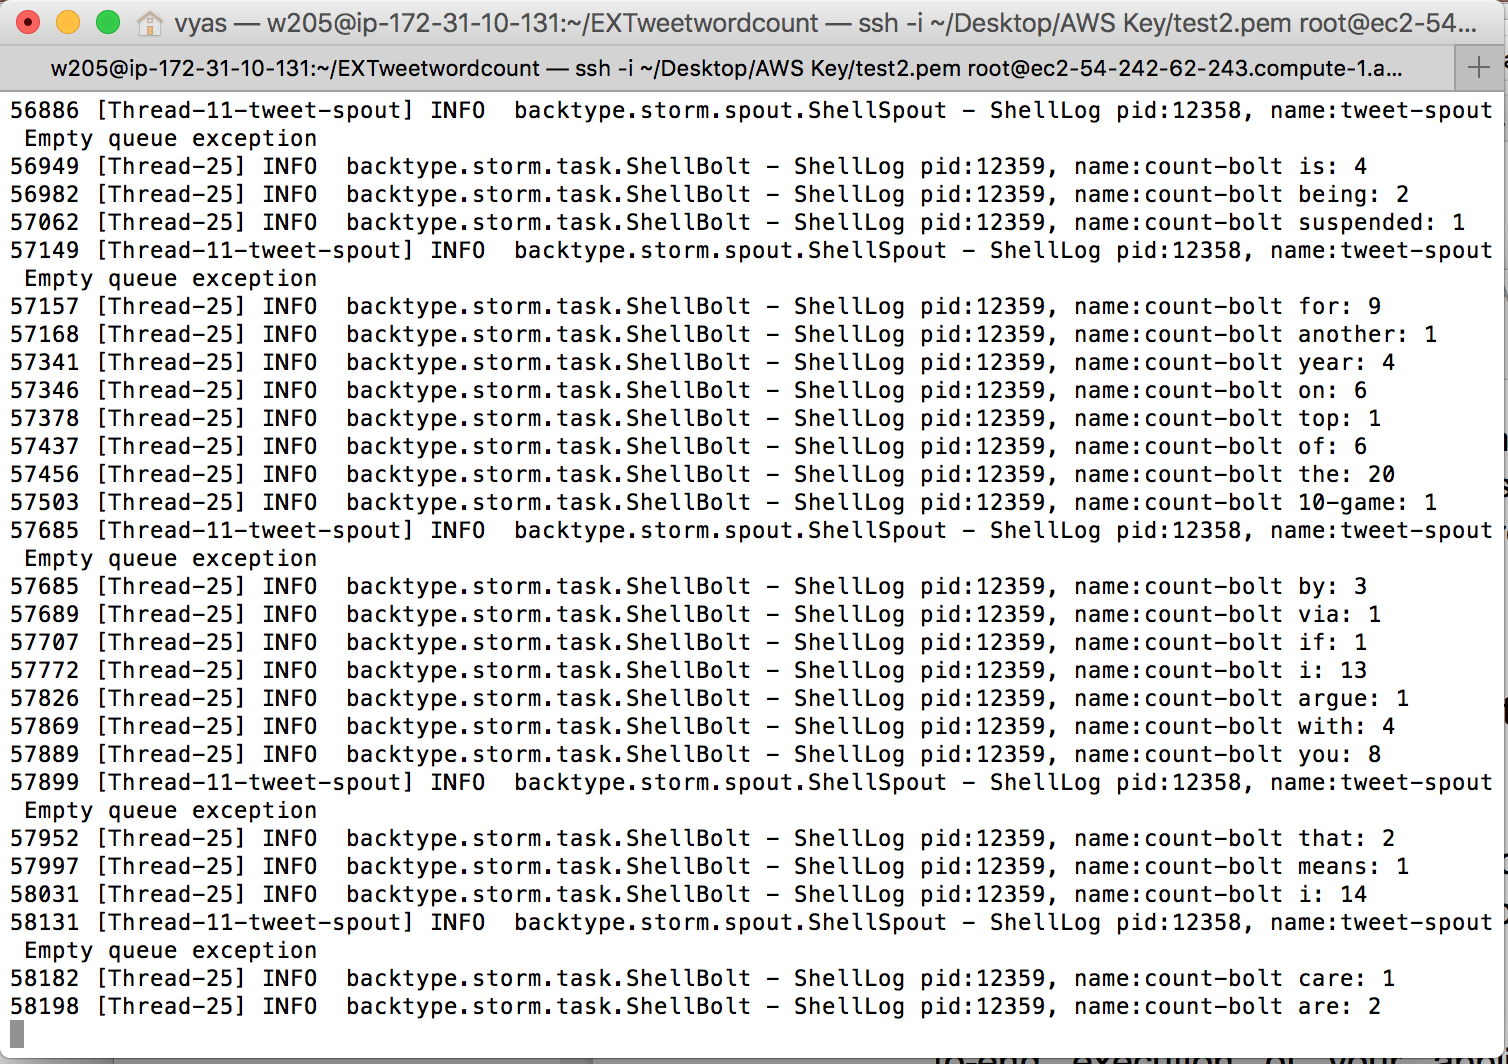 vyas — w205@ip-172-31-10-131:~/EXTweetwordcount — ssh -i ~/Desktop/AWS Key/test2.pem root@ec2-54...
w205@ip-172-31-10-131:~/EXTweetwordcount — ssh -i ~/Desktop/AWS Key/test2.pem root@ec2-54-242-62-243.compute-1.a...
56886 [Thread-11-tweet-spout] INFO  backtype.storm.spout.ShellSpout - ShellLog pid:12358, name:tweet-spout
 Empty queue exception
56949 [Thread-25] INFO  backtype.storm.task.ShellBolt - ShellLog pid:12359, name:count-bolt is: 4
56982 [Thread-25] INFO  backtype.storm.task.ShellBolt - ShellLog pid:12359, name:count-bolt being: 2
57062 [Thread-25] INFO  backtype.storm.task.ShellBolt - ShellLog pid:12359, name:count-bolt suspended: 1
57149 [Thread-11-tweet-spout] INFO  backtype.storm.spout.ShellSpout - ShellLog pid:12358, name:tweet-spout
 Empty queue exception
57157 [Thread-25] INFO  backtype.storm.task.ShellBolt - ShellLog pid:12359, name:count-bolt for: 9
57168 [Thread-25] INFO  backtype.storm.task.ShellBolt - ShellLog pid:12359, name:count-bolt another: 1
57341 [Thread-25] INFO  backtype.storm.task.ShellBolt - ShellLog pid:12359, name:count-bolt year: 4
57346 [Thread-25] INFO  backtype.storm.task.ShellBolt - ShellLog pid:12359, name:count-bolt on: 6
57378 [Thread-25] INFO  backtype.storm.task.ShellBolt - ShellLog pid:12359, name:count-bolt top: 1
57437 [Thread-25] INFO  backtype.storm.task.ShellBolt - ShellLog pid:12359, name:count-bolt of: 6
57456 [Thread-25] INFO  backtype.storm.task.ShellBolt - ShellLog pid:12359, name:count-bolt the: 20
57503 [Thread-25] INFO  backtype.storm.task.ShellBolt - ShellLog pid:12359, name:count-bolt 10-game: 1
57685 [Thread-11-tweet-spout] INFO  backtype.storm.spout.ShellSpout - ShellLog pid:12358, name:tweet-spout
 Empty queue exception
57685 [Thread-25] INFO  backtype.storm.task.ShellBolt - ShellLog pid:12359, name:count-bolt by: 3
57689 [Thread-25] INFO  backtype.storm.task.ShellBolt - ShellLog pid:12359, name:count-bolt via: 1
57707 [Thread-25] INFO  backtype.storm.task.ShellBolt - ShellLog pid:12359, name:count-bolt if: 1
57772 [Thread-25] INFO  backtype.storm.task.ShellBolt - ShellLog pid:12359, name:count-bolt i: 13
57826 [Thread-25] INFO  backtype.storm.task.ShellBolt - ShellLog pid:12359, name:count-bolt argue: 1
57869 [Thread-25] INFO  backtype.storm.task.ShellBolt - ShellLog pid:12359, name:count-bolt with: 4
57889 [Thread-25] INFO  backtype.storm.task.ShellBolt - ShellLog pid:12359, name:count-bolt you: 8
57899 [Thread-11-tweet-spout] INFO  backtype.storm.spout.ShellSpout - ShellLog pid:12358, name:tweet-spout
 Empty queue exception
57952 [Thread-25] INFO  backtype.storm.task.ShellBolt - ShellLog pid:12359, name:count-bolt that: 2
57997 [Thread-25] INFO  backtype.storm.task.ShellBolt - ShellLog pid:12359, name:count-bolt means: 1
58031 [Thread-25] INFO  backtype.storm.task.ShellBolt - ShellLog pid:12359, name:count-bolt i: 14
58131 [Thread-11-tweet-spout] INFO  backtype.storm.spout.ShellSpout - ShellLog pid:12358, name:tweet-spout
 Empty queue exception
58182 [Thread-25] INFO  backtype.storm.task.ShellBolt - ShellLog pid:12359, name:count-bolt care: 1
58198 [Thread-25] INFO  backtype.storm.task.ShellBolt - ShellLog pid:12359, name:count-bolt are: 2